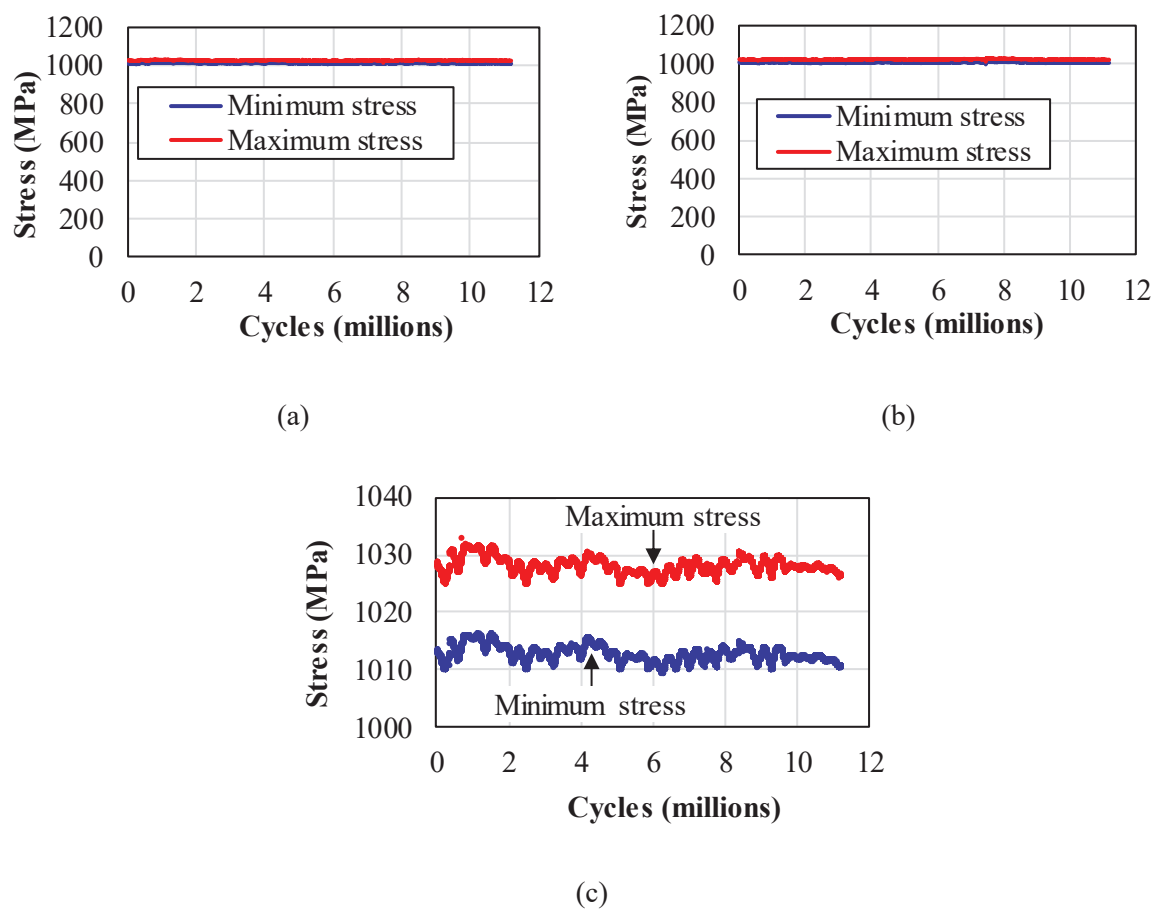 1200
1000
800
600
400
200
0
Stress (MPa)
Minimum stress
Maximum stress
0 2 4 6 8 10 12
Cycles (millions)
(a)
1200
1000
800
600
400
200
0
Stress (MPa)
Minimum stress
Maximum stress
0 2 4 6 8 10 12
Cycles (millions)
(b)
1040
1030
1020
1010
1000
Stress (MPa)
Maximum stress
Minimum stress
0 2 4 6 8 10 12
Cycles (millions)
(c)